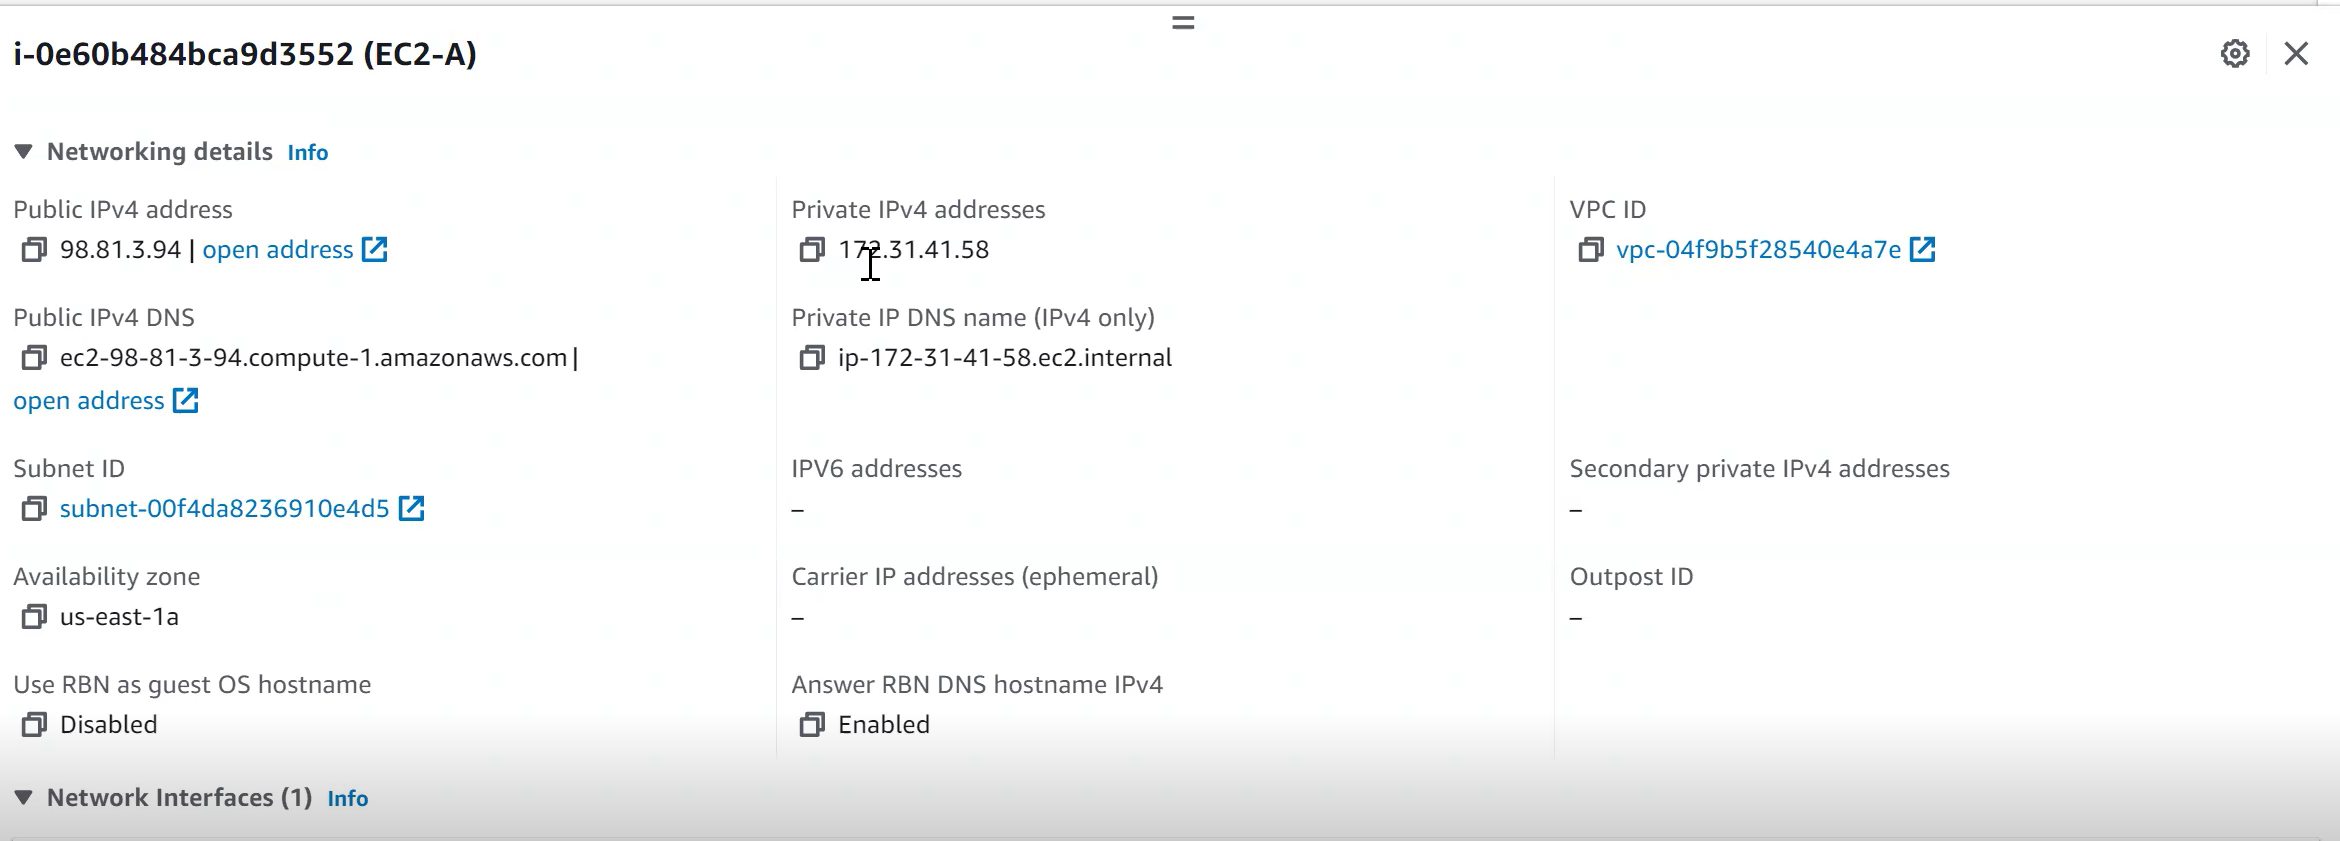 i-0e60b484bca9d3552 (EC2-A)
Networking details Info
Public IPv4 address
98.81.3.94 | open address
Private IPv4 addresses
172.31.41.58
VPC ID
vpc-04f9b5f28540e4a7e
Public IPv4 DNS
ec2-98-81-3-94.compute-1.amazonaws.com |
open address
Private IP DNS name (IPv4 only)
ip-172-31-41-58.ec2.internal
Subnet ID
subnet-00f4da8236910e4d5
IPV6 addresses
–
Secondary private IPv4 addresses
–
Availability zone
us-east-1a
Carrier IP addresses (ephemeral)
–
Outpost ID
–
Use RBN as guest OS hostname
Disabled
Answer RBN DNS hostname IPv4
Enabled
Network Interfaces (1) Info